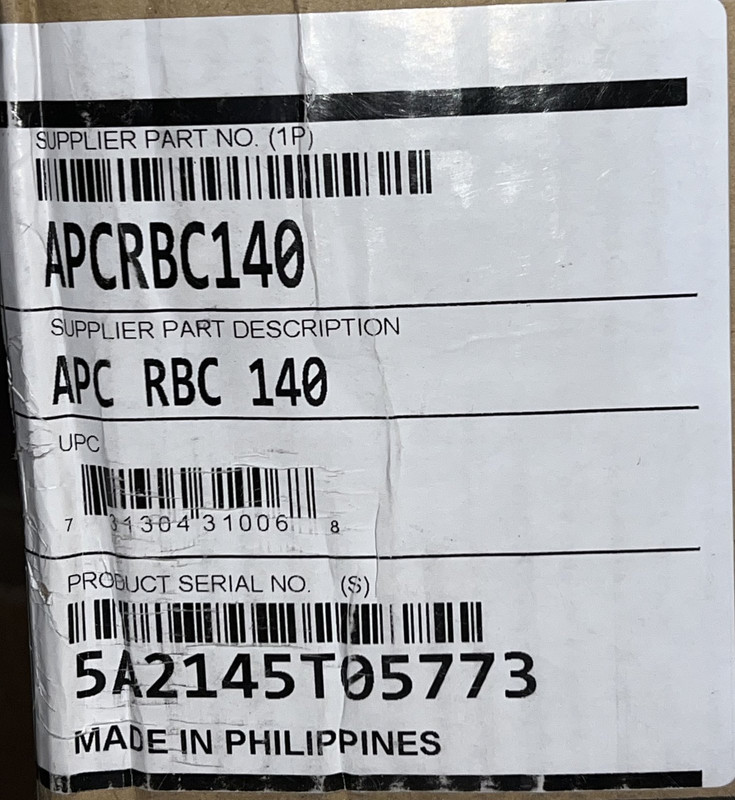 SUPPLIER PART NO. (1P)
APCRBC140
SUPPLIER PART DESCRIPTION
APC RBC 140
UPC
7 31304 31006 8
PRODUCT SERIAL NO. (S)
5A2145T05773
MADE IN PHILIPPINES